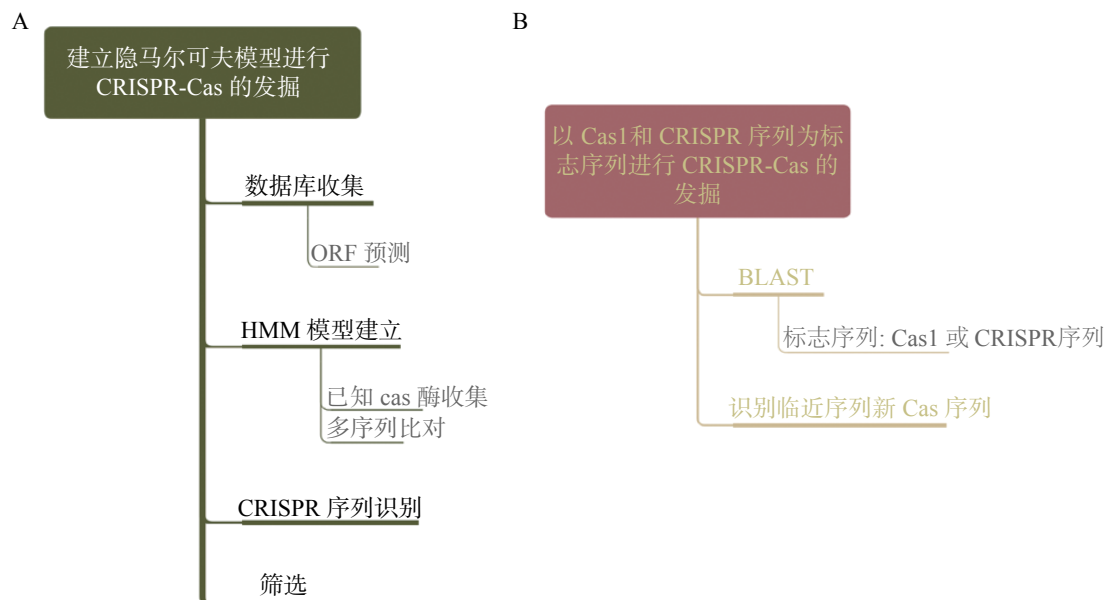 A
建立隐马尔可夫模型进行
CRISPR-Cas 的发掘
数据库收集
ORF 预测
HMM 模型建立
已知 cas 酶收集
多序列比对
CRISPR 序列识别
筛选
B
以 Cas1和 CRISPR 序列为标
志序列进行 CRISPR-Cas 的
发掘
BLAST
标志序列: Cas1 或 CRISPR序列
识别临近序列新 Cas 序列